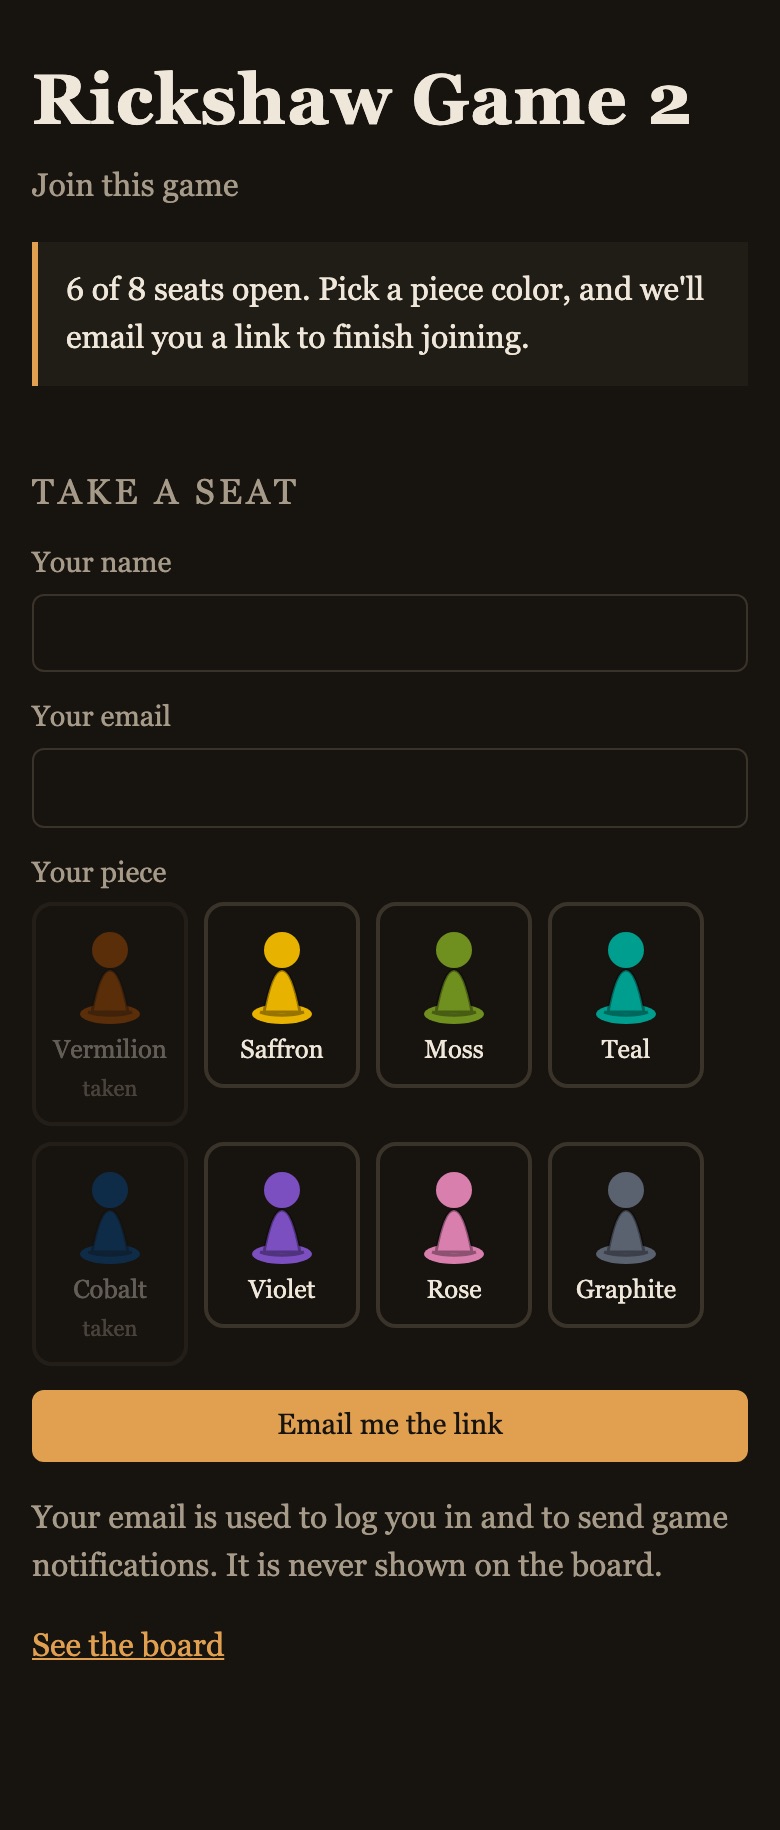 Rickshaw Game 2
Join this game
6 of 8 seats open. Pick a piece color, and we'll
email you a link to finish joining.
TAKE A SEAT
Your name
Your email
Your piece
Vermilion
taken
Saffron
Moss
Teal
Cobalt
taken
Violet
Rose
Graphite
Email me the link
Your email is used to log you in and to send game
notifications. It is never shown on the board.
See the board